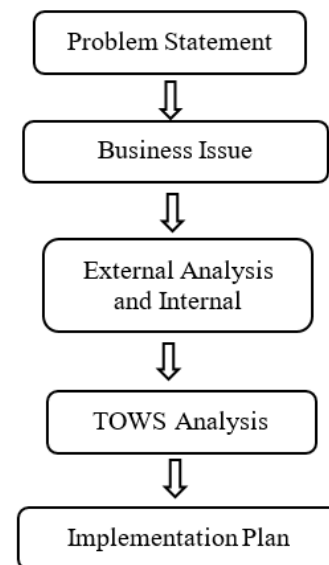 Problem Statement
Business Issue
External Analysis
and Internal
TOWS Analysis
Implementation Plan